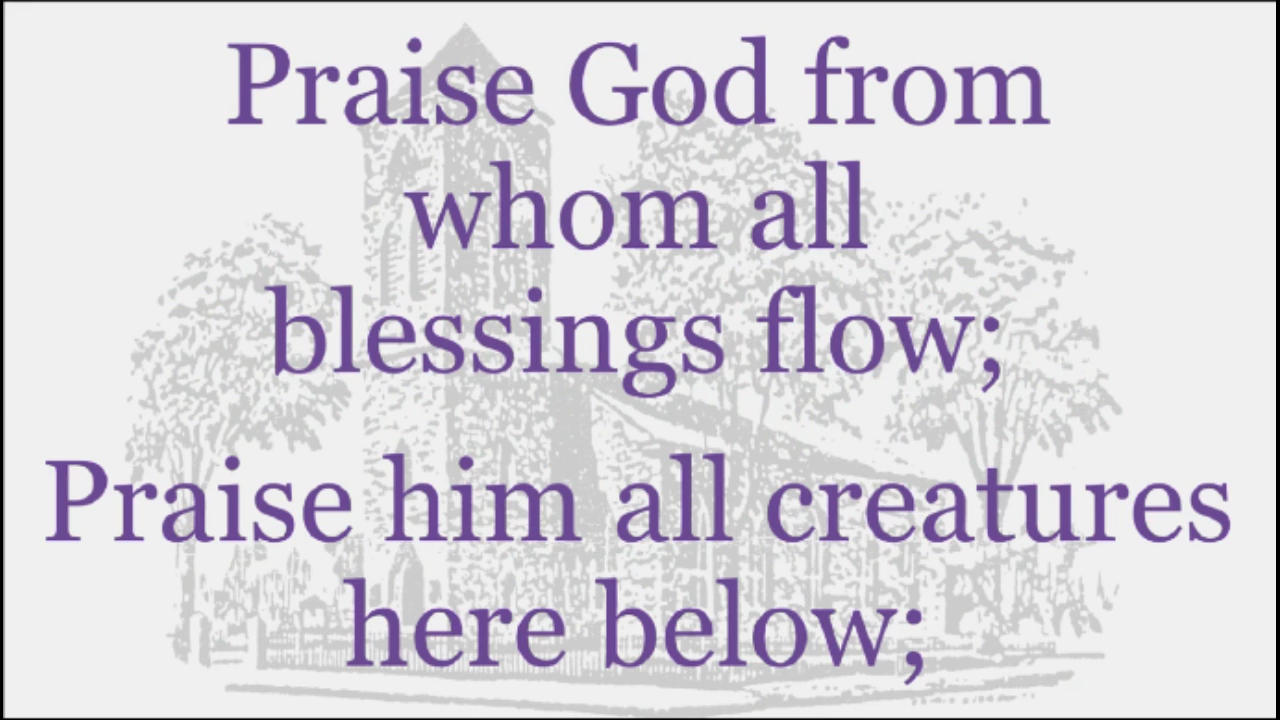 Praise God from
whom all
blessings flow;
Praise him all creatures
here below;